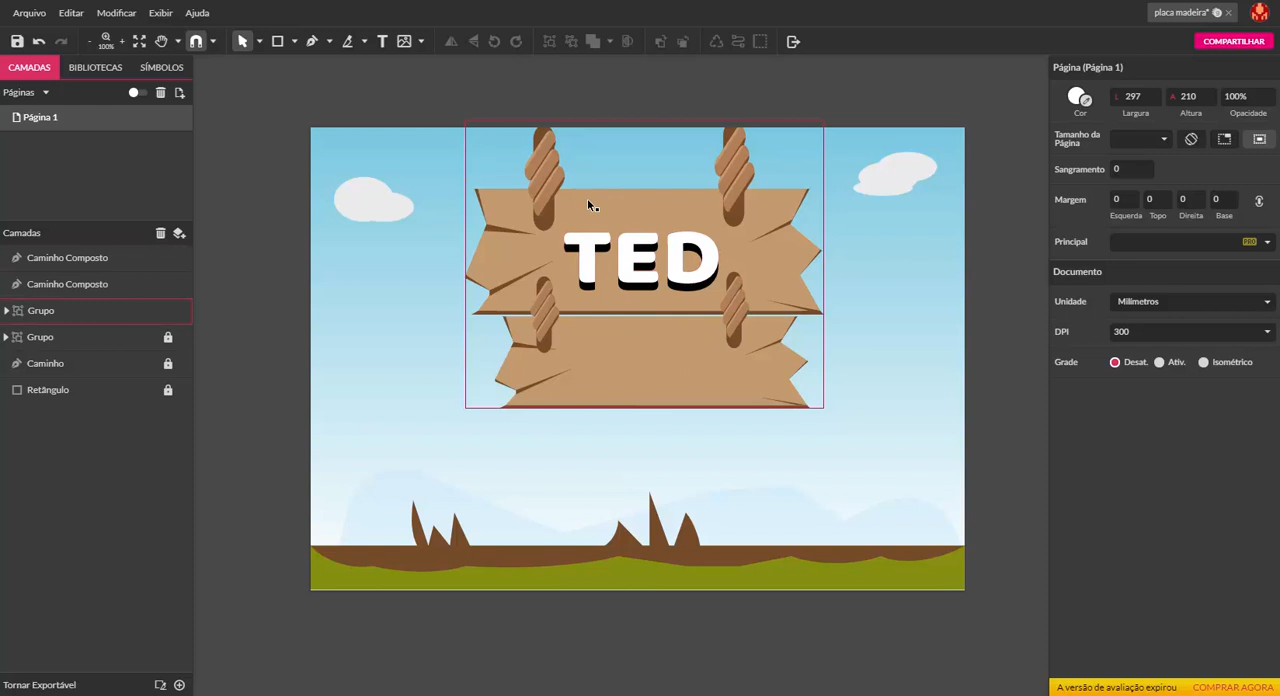 Arquivo Editar Modificar Exibir Ajuda placa madeira*
- 100% + T COMPARTILHAR
CAMADAS BIBLIOTECAS SÍMBOLOS
Páginas
Página 1
Camadas
Caminho Composto
Caminho Composto
Grupo
Grupo
Caminho
Retângulo
Tornar Exportável
TED
Página (Página 1)
L 297 A 210 100%
Cor Largura Altura Opacidade
Tamanho da Página
Sangramento 0
Margem 0 0 0 0
Esquerda Topo Direita Base
Principal PRO
Documento
Unidade Milímetros
DPI 300
Grade Desat. Ativ. Isométrico
A versão de avaliação expirou COMPRAR AGORA